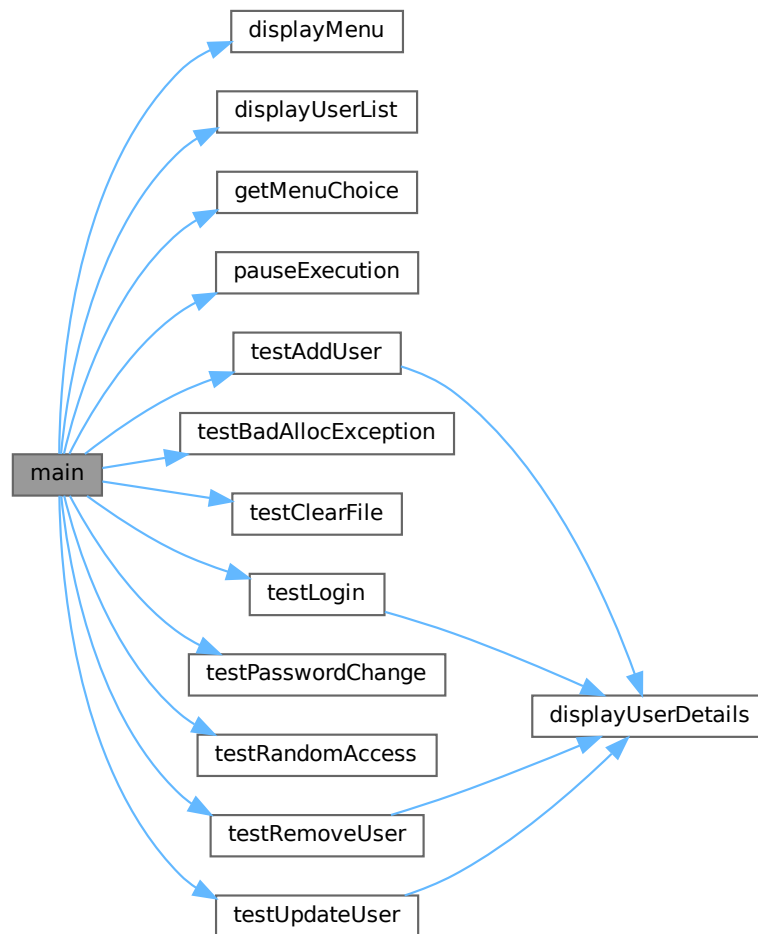 displayMenu
displayUserList
getMenuChoice
pauseExecution
testAddUser
testBadAllocException
main
testClearFile
testLogin
testPasswordChange
displayUserDetails
testRandomAccess
testRemoveUser
testUpdateUser